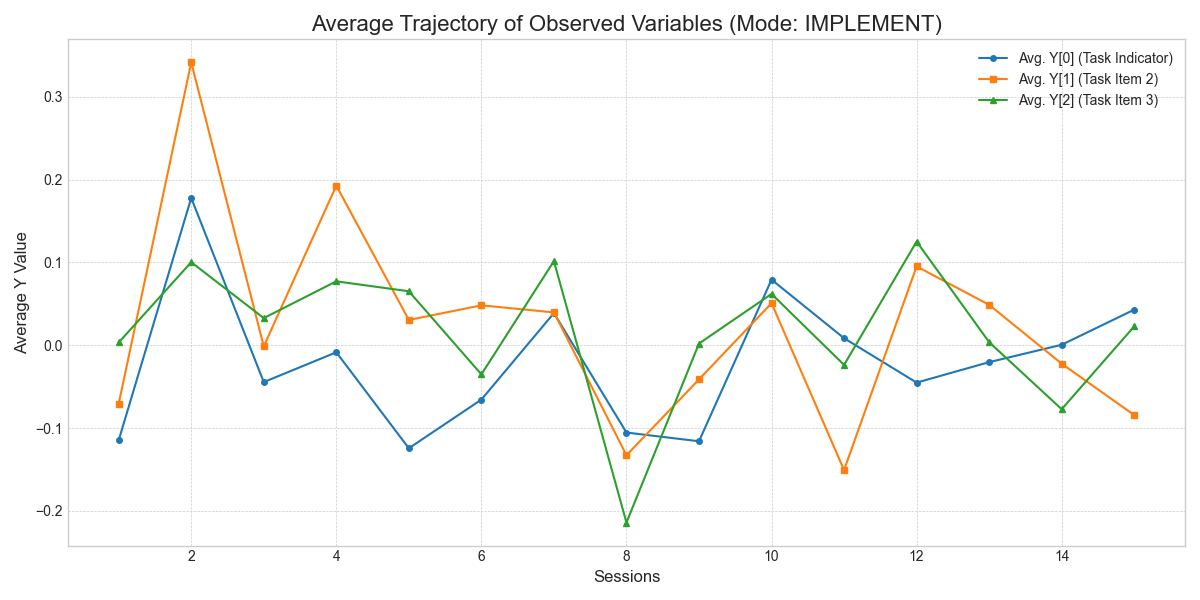 Average Trajectory of Observed Variables (Mode: IMPLEMENT)
Avg. Y[0] (Task Indicator)
Avg. Y[1] (Task Item 2)
Avg. Y[2] (Task Item 3)
Average Y Value
0.3
0.2
0.1
0.0
−0.1
−0.2
2 4 6 8 10 12 14
Sessions